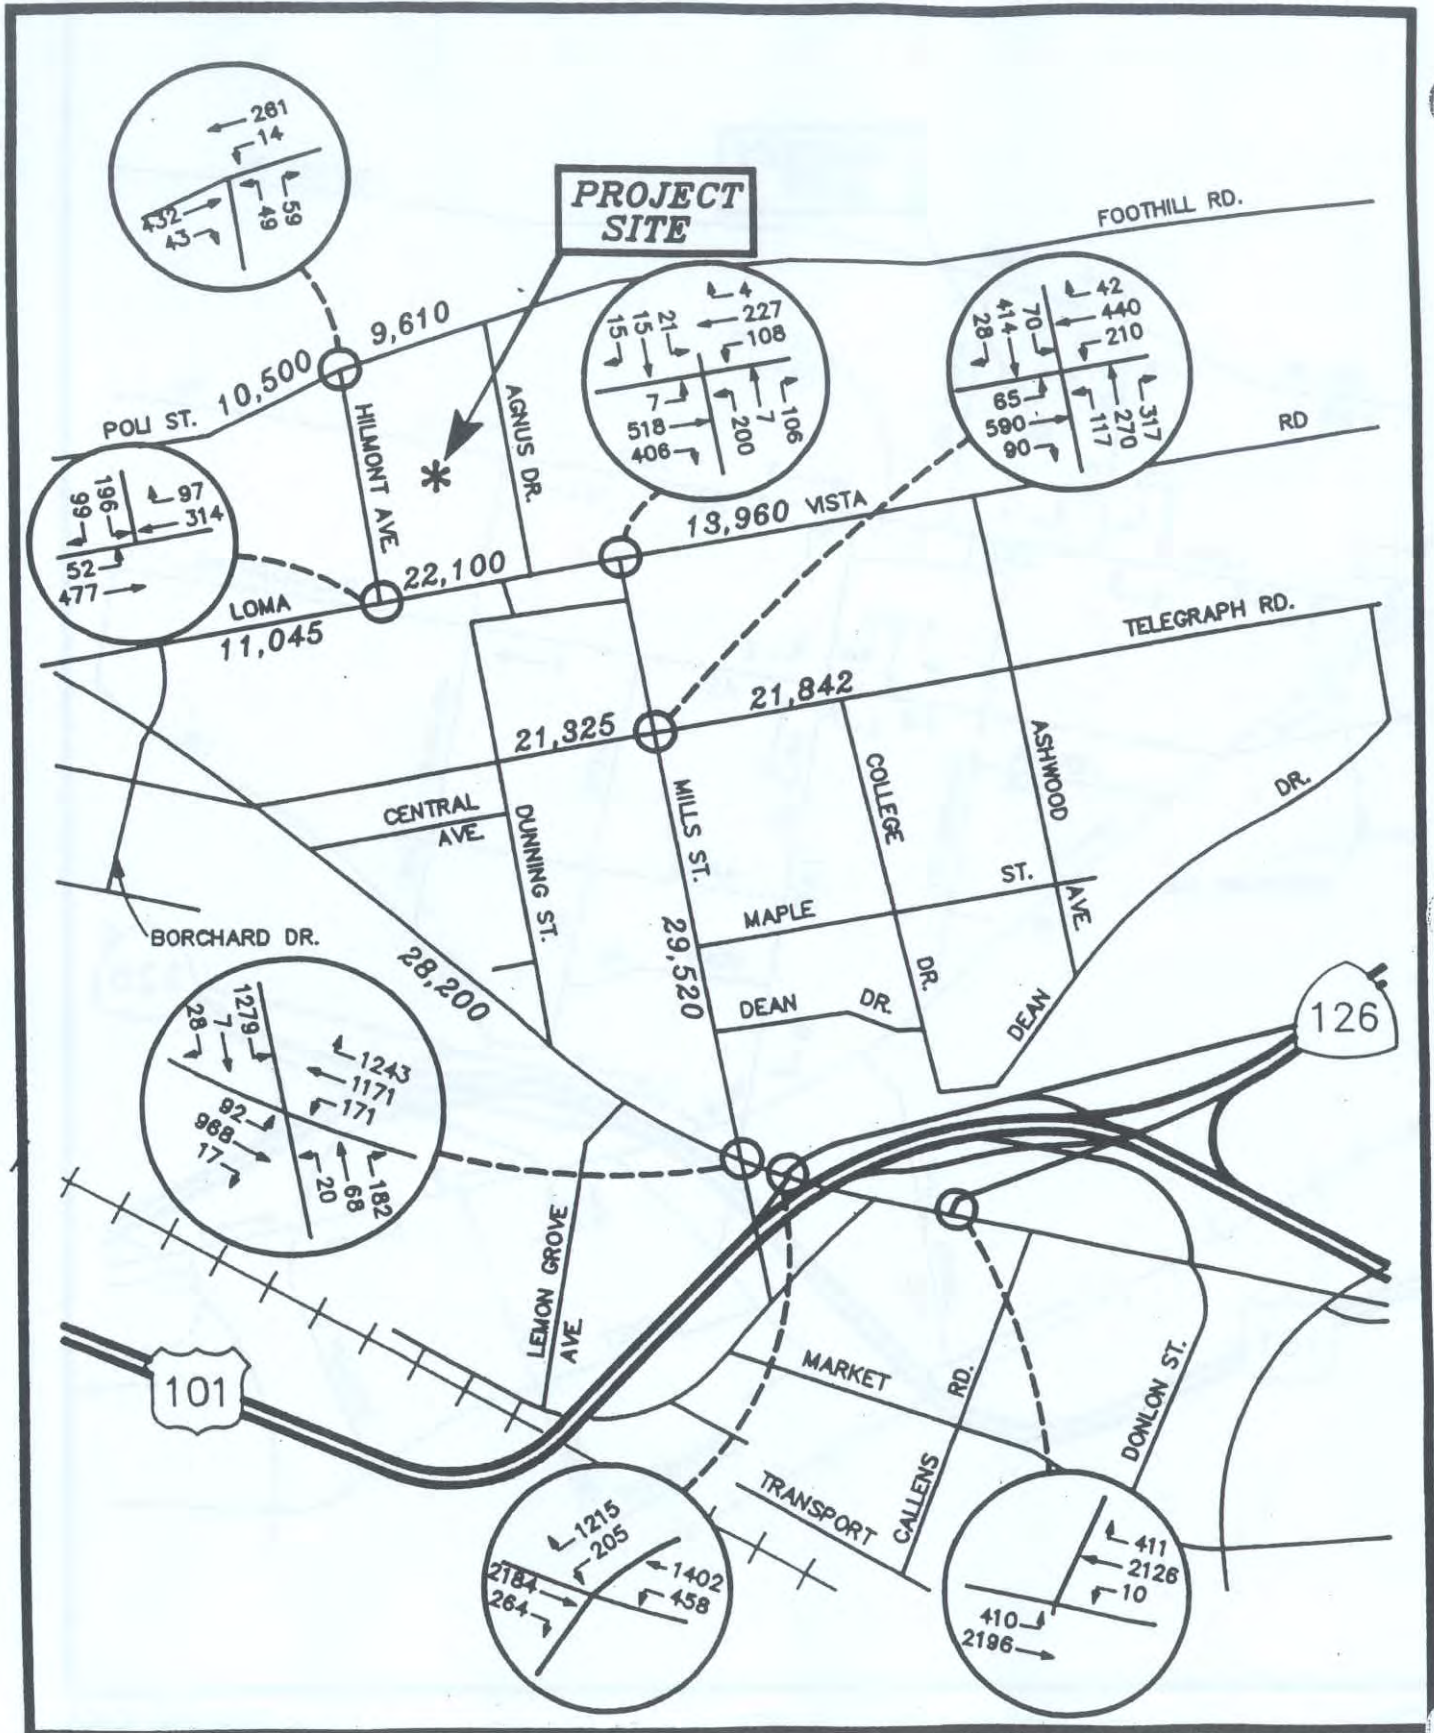 261
14
432
43
49
59
PROJECT
SITE
FOOTHILL RD.
9,610
10,500
POLI ST.
HILMONT AVE.
AGNUS DR.
15
15
21
4
227
108
7
518
406
200
7
106
28
414
70
42
440
210
65
590
90
117
270
317
RD
99
196
97
314
52
477
13,960 VISTA
22,100
LOMA
11,045
TELEGRAPH RD.
21,842
21,325
CENTRAL
AVE.
DUNNING ST.
MILLS ST.
COLLEGE
DR.
ASHWOOD
AVE.
DR.
MAPLE
ST.
BORCHARD DR.
28,200
29,520
DEAN
DR.
DEAN
126
28
7
1279
1243
1171
171
92
968
17
20
68
182
LEMON GROVE
AVE.
101
MARKET
RD.
CALLENS
DONLON ST.
TRANSPORT
1215
205
2184
264
1402
458
411
2126
10
410
2196